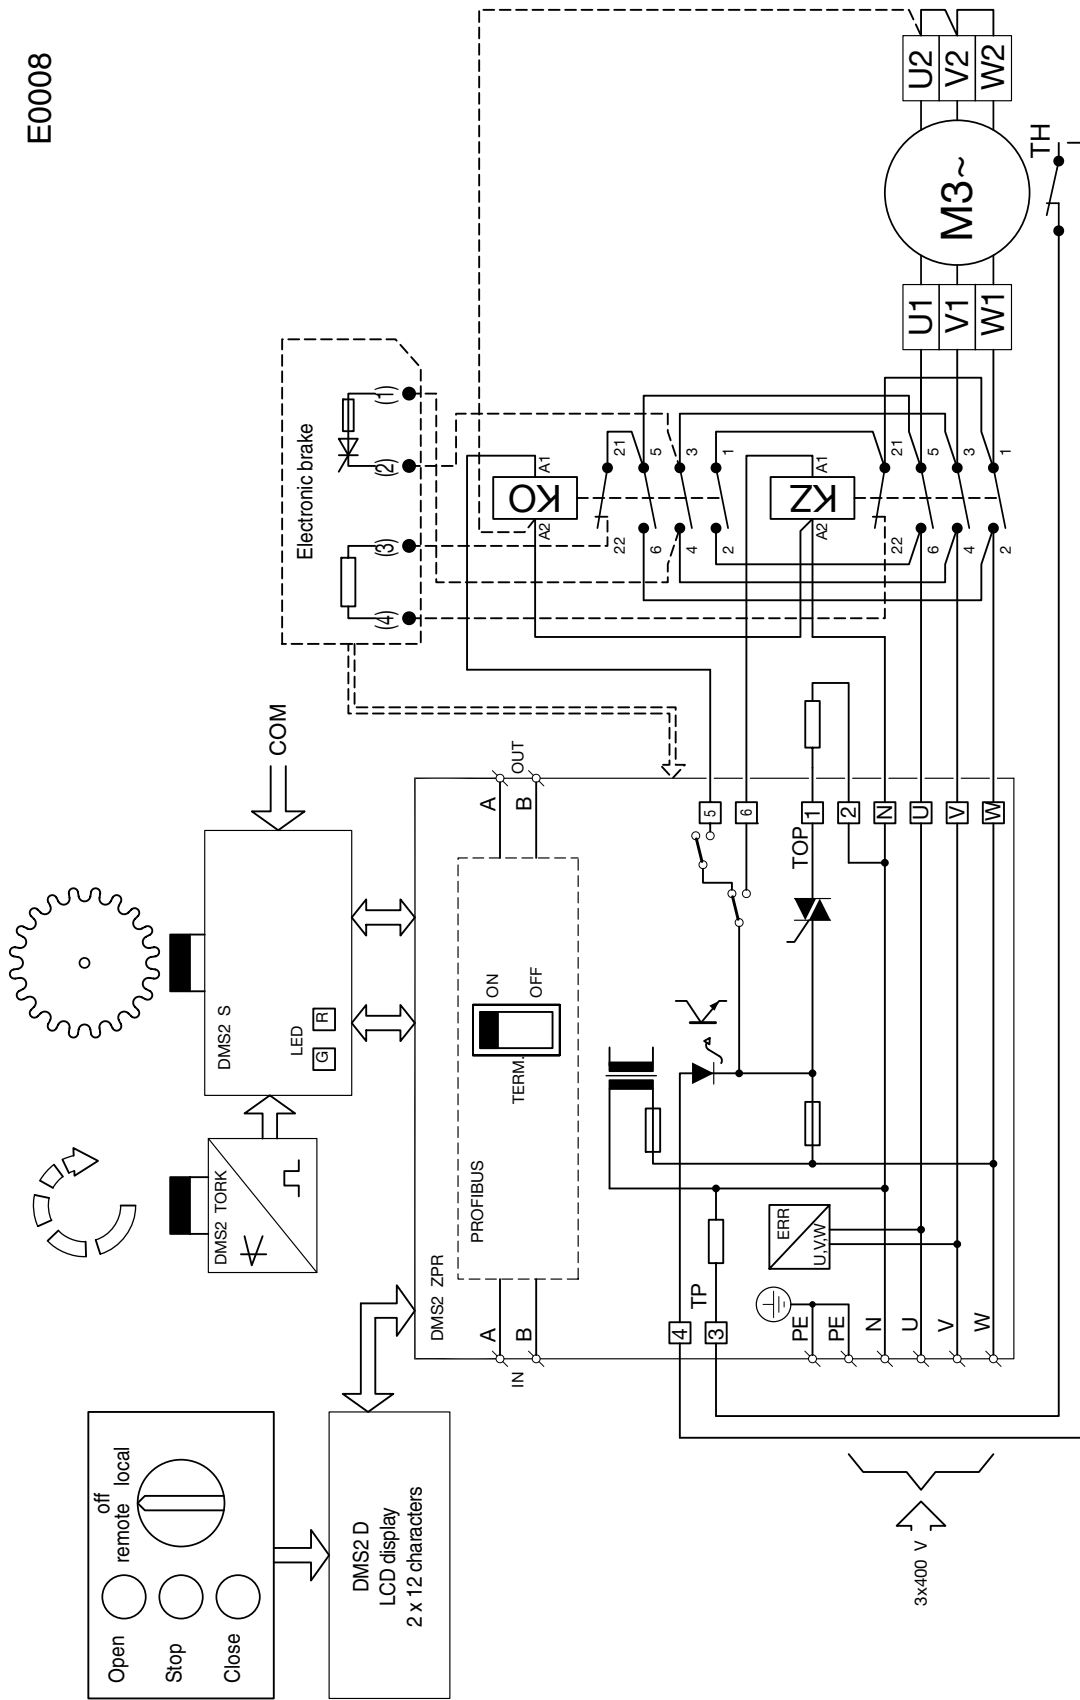 E0008
Open
Stop
Close
off
remote local
DMS2 D
LCD display
2 x 12 characters
DMS2 TORK
DMS2 S
LED
G R
COM
Electronic brake
(4) (3) (2) (1)
DMS2 ZPR
PROFIBUS
TERM.
ON
OFF
IN
A
B
A
B
OUT
KO
A2 A1
22 21
6 5
4 3
2 1
KZ
A2 A1
22 21
6 5
4 3
2 1
5
6
TOP
1
2
N
U
V
W
4
TP
3
ERR
U,V,W
PE
PE
N
U
V
W
3x400 V
U1
V1
W1
M3~
U2
V2
W2
TH